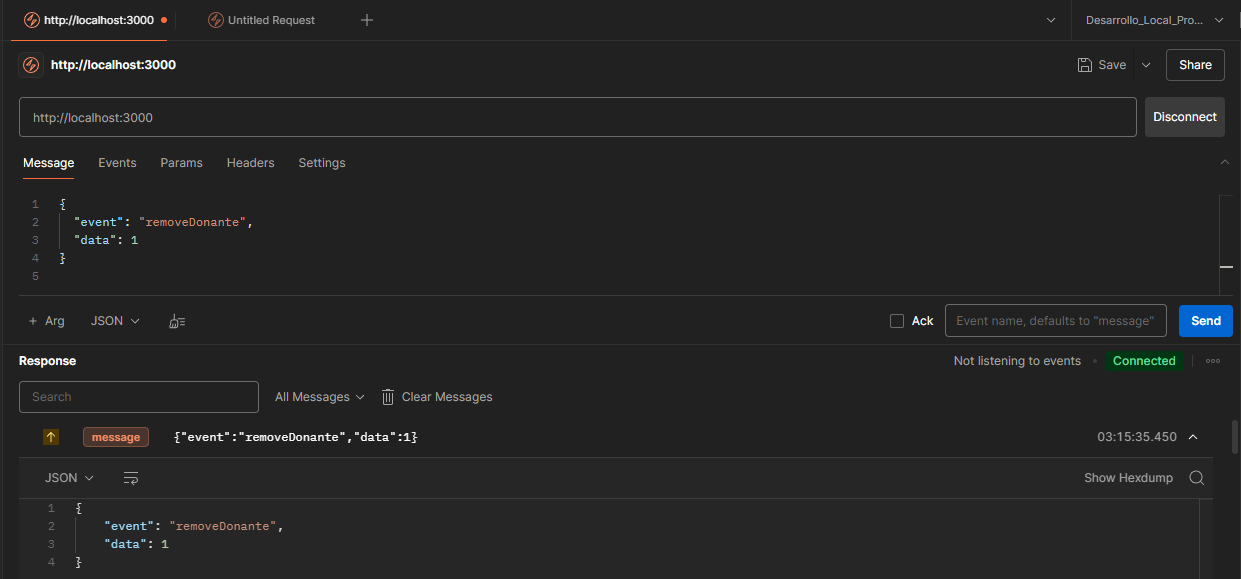 http://localhost:3000 Untitled Request Desarrollo_Local_Pro...
http://localhost:3000 Save Share
http://localhost:3000 Disconnect
Message Events Params Headers Settings
1 {
2 "event": "removeDonante",
3 "data": 1
4 }
5
+ Arg JSON Ack Event name, defaults to "message" Send
Response Not listening to events Connected
Search All Messages Clear Messages
message {"event":"removeDonante","data":1} 03:15:35.450
JSON Show Hexdump
1 {
2 "event": "removeDonante",
3 "data": 1
4 }